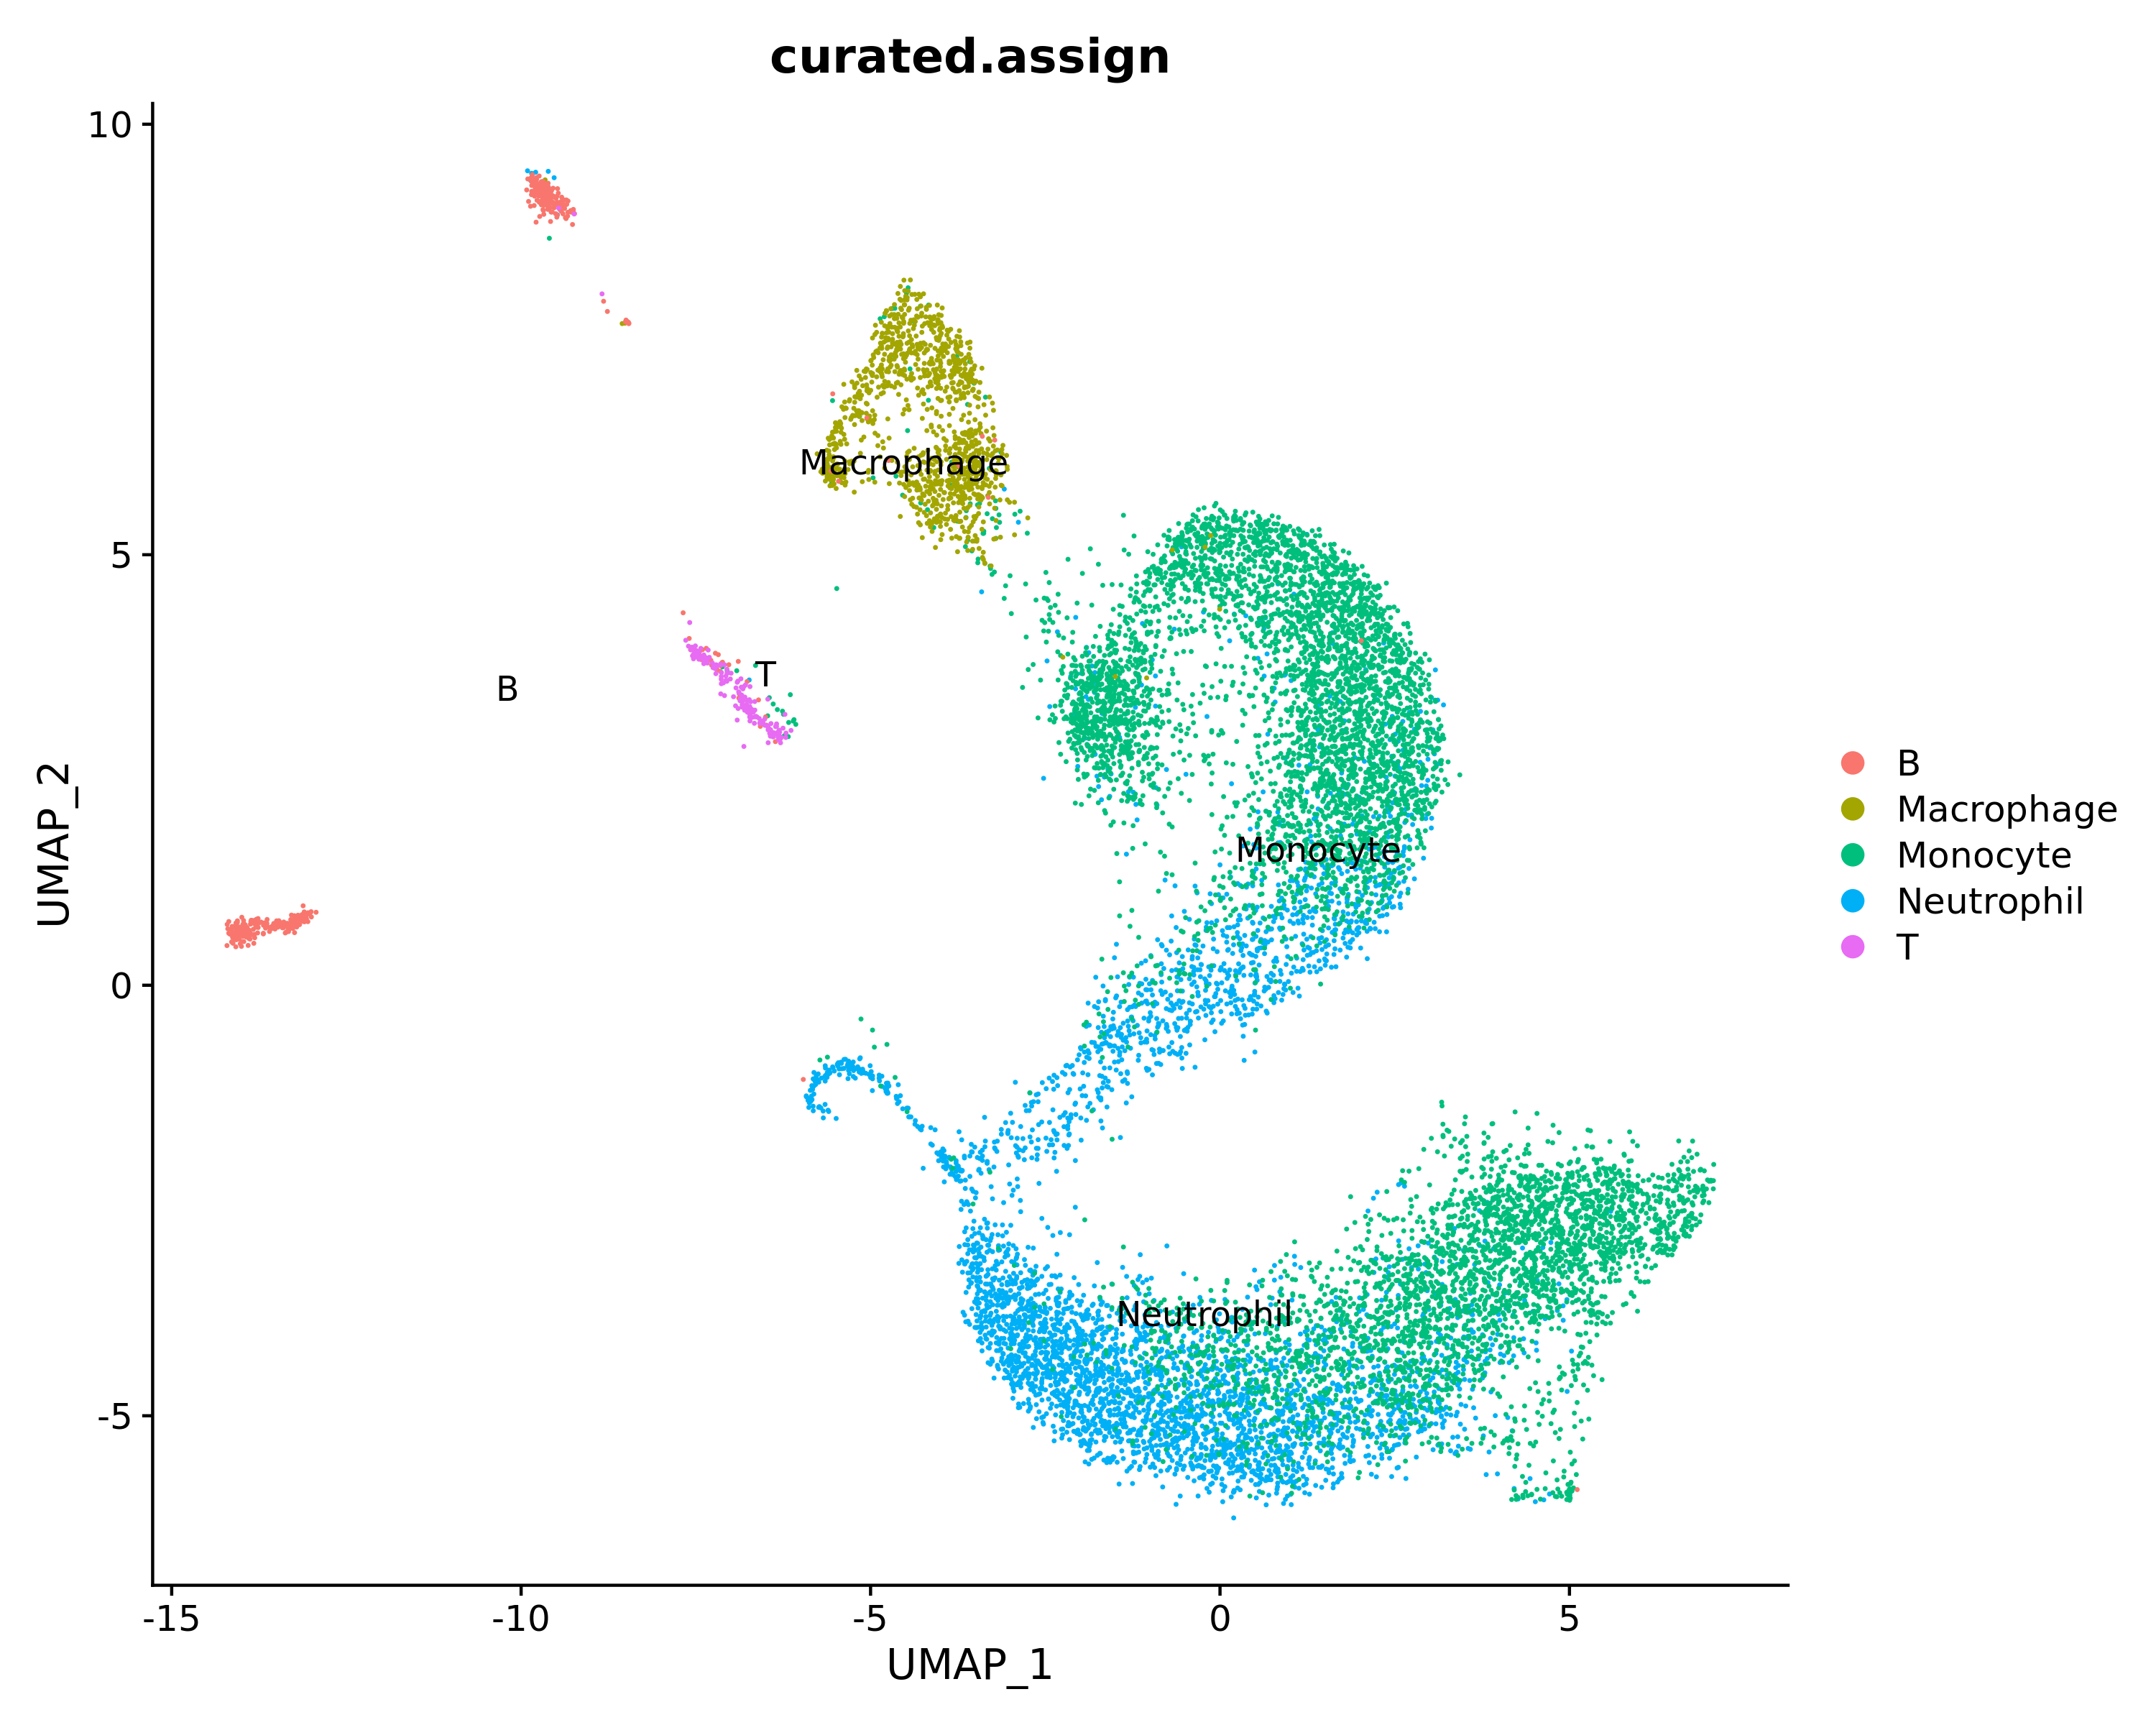 curated.assign
10
5
0
-5
UMAP_2
Macrophage
T
B
Monocyte
Neutrophil
-15
-10
-5
0
5
UMAP_1
B
Macrophage
Monocyte
Neutrophil
T